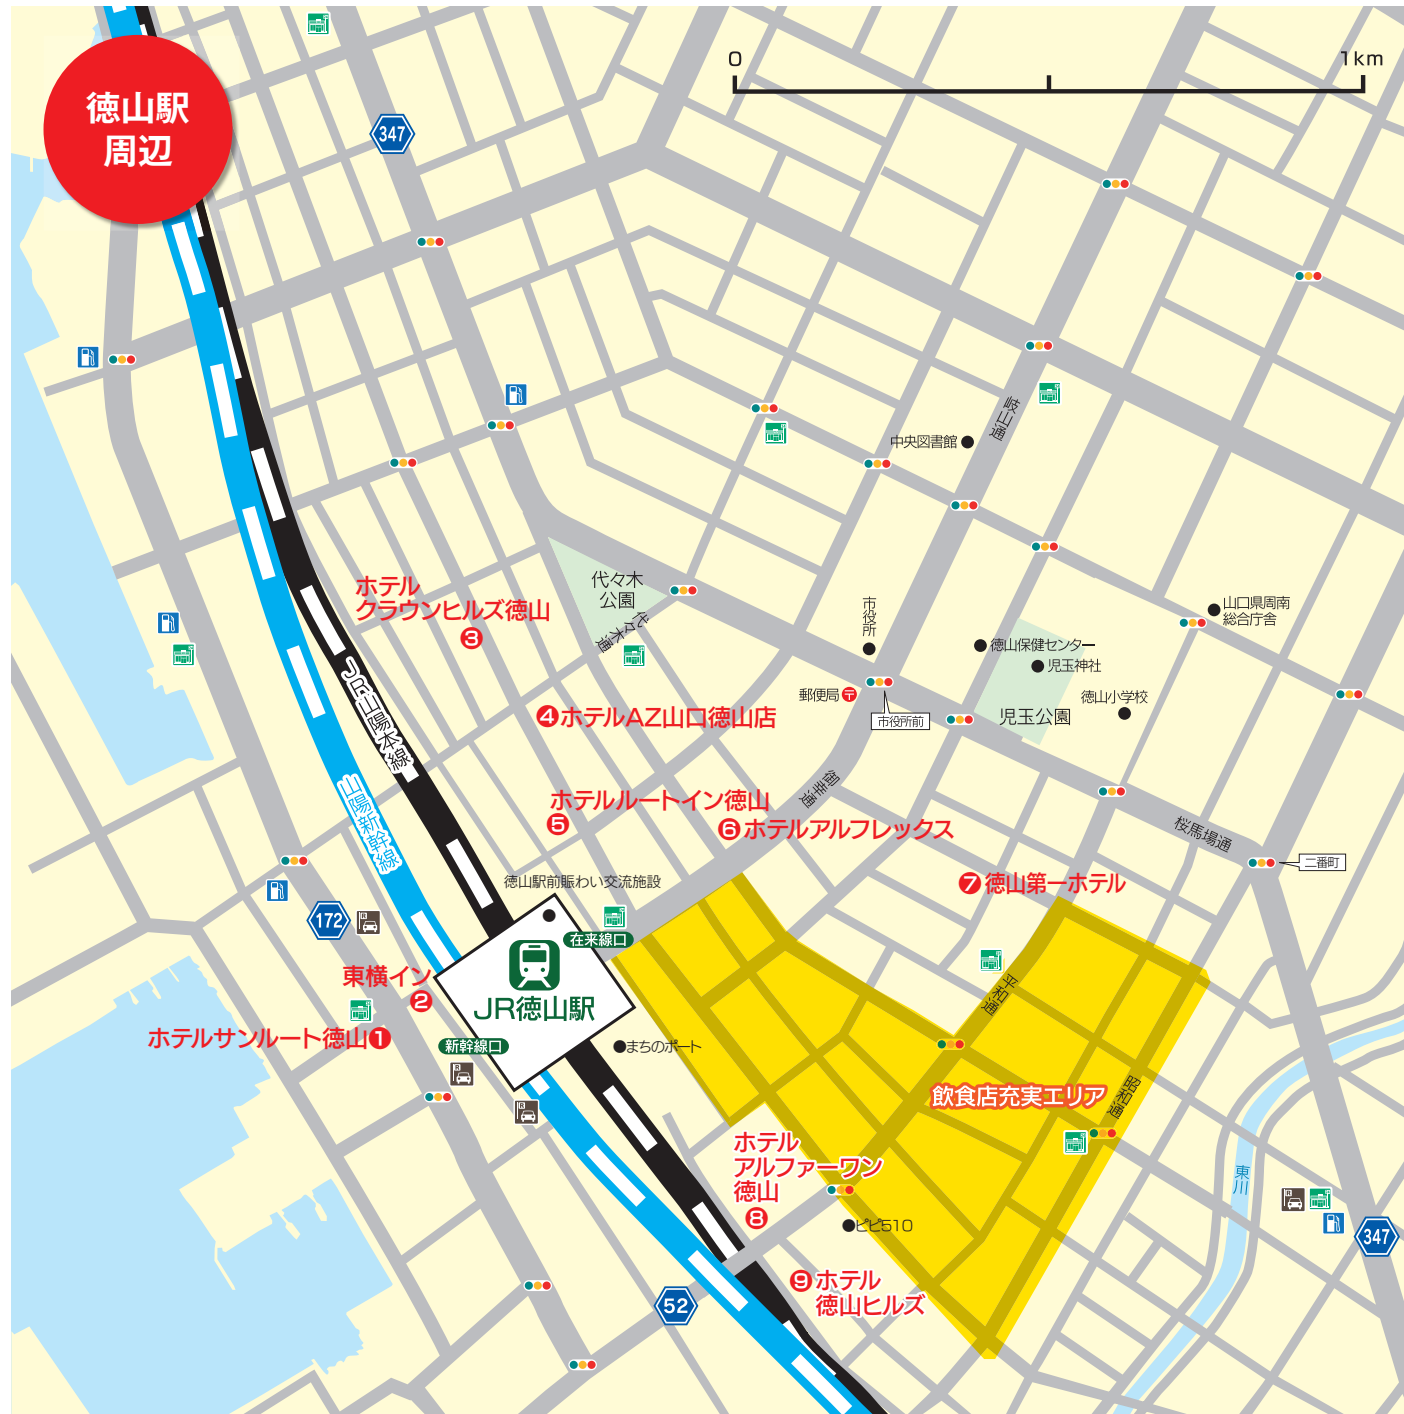 徳山駅
周辺
0
1km
347
岐山通
中央図書館
ホテル
クラウンヒルズ徳山
3
代々木
公園
代々木通
市役所
山口県周南
総合庁舎
徳山保健センター
児玉神社
徳山小学校
児玉公園
郵便局
〒
市役所前
JR山陽本線
山陽新幹線
4
ホテルAZ山口徳山店
ホテルルートイン徳山
5
御幸通
6
ホテルアルフレックス
桜馬場通
二番町
7
徳山第一ホテル
徳山駅前賑わい交流施設
172
在来線口
JR徳山駅
東横イン
2
ホテルサンルート徳山
1
新幹線口
まちのポート
平和通
飲食店充実エリア
昭和通
ホテル
アルファーワン
徳山
8
ピピ510
東川
347
9
ホテル
徳山ヒルズ
52